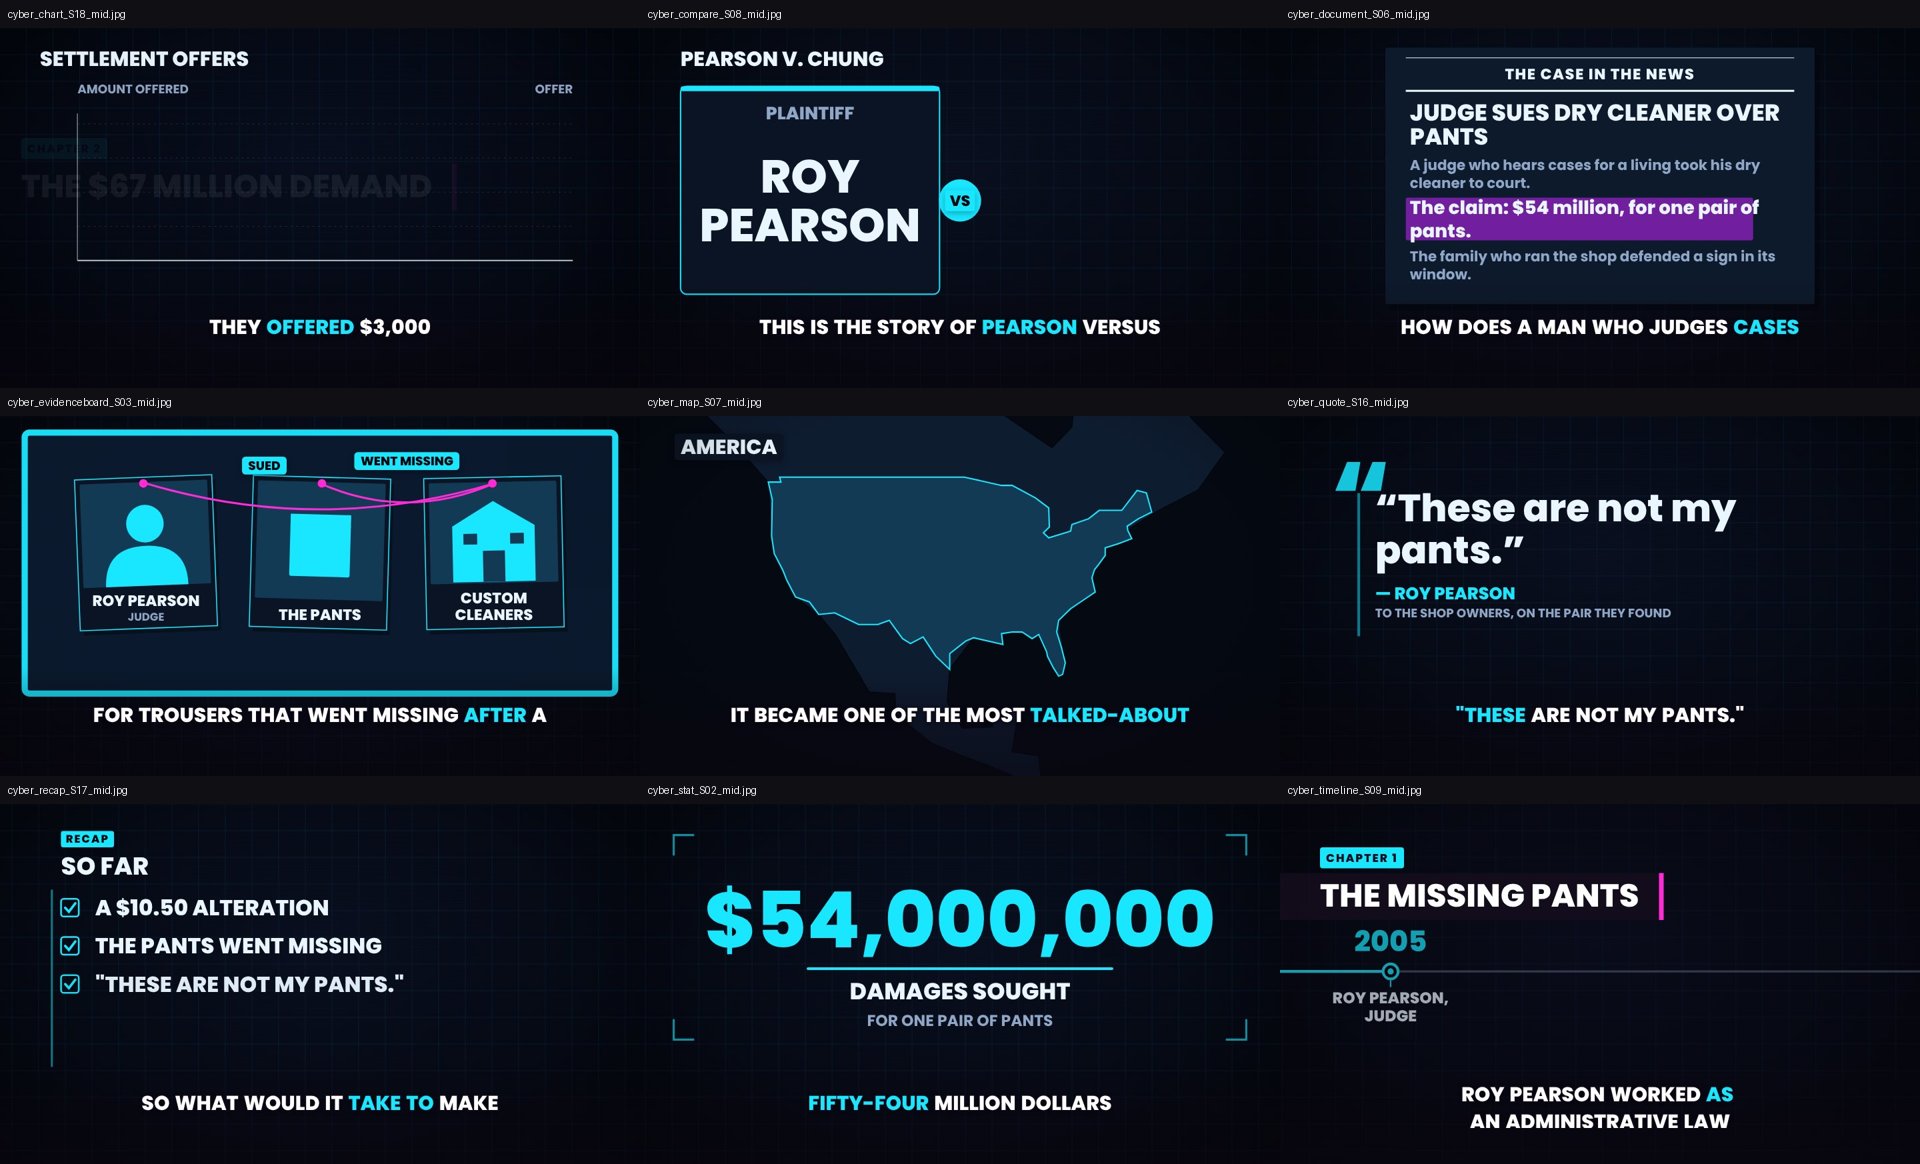 cyber_chart_S18_mid.jpg
SETTLEMENT OFFERS
AMOUNT OFFERED
OFFER
CHAPTER 2
THE $67 MILLION DEMAND
THEY OFFERED $3,000
cyber_compare_S08_mid.jpg
PEARSON V. CHUNG
PLAINTIFF
ROY
PEARSON
VS
THIS IS THE STORY OF PEARSON VERSUS
cyber_document_S06_mid.jpg
THE CASE IN THE NEWS
JUDGE SUES DRY CLEANER OVER
PANTS
A judge who hears cases for a living took his dry
cleaner to court.
The claim: $54 million, for one pair of
pants.
The family who ran the shop defended a sign in its
window.
HOW DOES A MAN WHO JUDGES CASES
cyber_evidenceboard_S03_mid.jpg
SUED
WENT MISSING
ROY PEARSON
JUDGE
THE PANTS
CUSTOM
CLEANERS
FOR TROUSERS THAT WENT MISSING AFTER A
cyber_map_S07_mid.jpg
AMERICA
IT BECAME ONE OF THE MOST TALKED-ABOUT
cyber_quote_S16_mid.jpg
“These are not my
pants.”
— ROY PEARSON
TO THE SHOP OWNERS, ON THE PAIR THEY FOUND
"THESE ARE NOT MY PANTS."
cyber_recap_S17_mid.jpg
RECAP
SO FAR
A $10.50 ALTERATION
THE PANTS WENT MISSING
"THESE ARE NOT MY PANTS."
SO WHAT WOULD IT TAKE TO MAKE
cyber_stat_S02_mid.jpg
$54,000,000
DAMAGES SOUGHT
FOR ONE PAIR OF PANTS
FIFTY-FOUR MILLION DOLLARS
cyber_timeline_S09_mid.jpg
CHAPTER 1
THE MISSING PANTS
2005
ROY PEARSON,
JUDGE
ROY PEARSON WORKED AS
AN ADMINISTRATIVE LAW